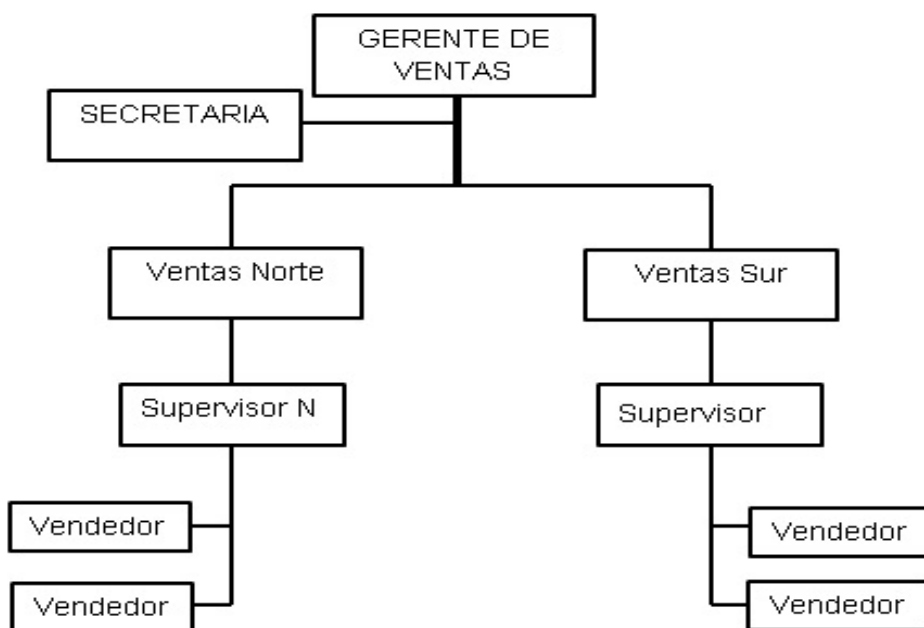 GERENTE DE
VENTAS
SECRETARIA
Ventas Norte
Ventas Sur
Supervisor N
Supervisor
Vendedor
Vendedor
Vendedor
Vendedor